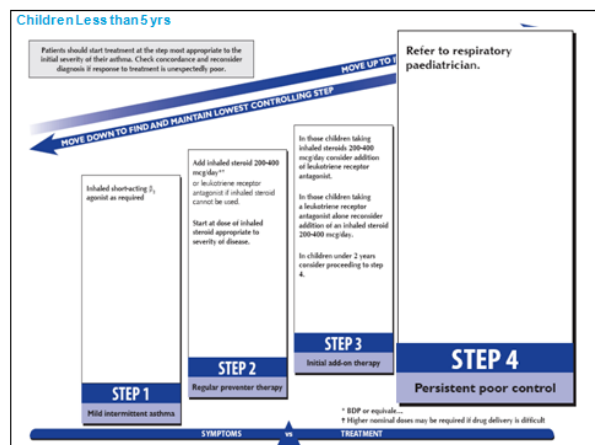 Children Less than 5 yrs
Patients should start treatment at the step most appropriate to the
initial severity of their asthma. Check concordance and reconsider
diagnosis if response to treatment is unexpectedly poor.
MOVE UP TO
MOVE DOWN TO FIND AND MAINTAIN LOWEST CONTROLLING STEP
Inhaled short-acting β2
agonist as required
STEP 1
Mild intermittent asthma
Add inhaled steroid 200-400
mcg/day*†
or leukotriene receptor
antagonist if inhaled steroid
cannot be used.
Start at dose of inhaled
steroid appropriate to
severity of disease.
STEP 2
Regular preventer therapy
In those children taking
inhaled steroids 200-400
mcg/day consider addition
of leukotriene receptor
antagonist.
In those children taking
a leukotriene receptor
antagonist alone reconsider
addition of an inhaled steroid
200-400 mcg/day.
In children under 2 years
consider proceeding to step
4.
STEP 3
Initial add-on therapy
Refer to respiratory
paediatrician.
STEP 4
Persistent poor control
* BDP or equivale...
† Higher nominal doses may be required if drug delivery is difficult
SYMPTOMS vs TREATMENT